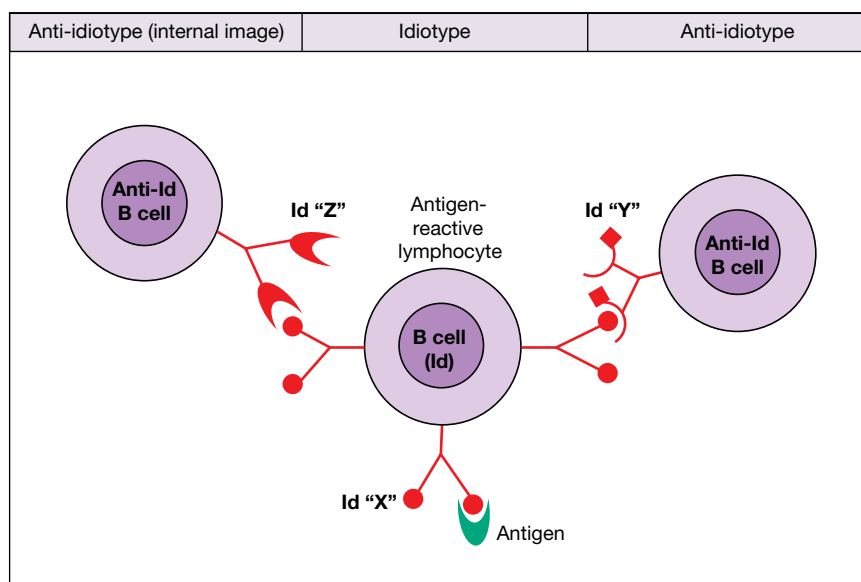 Anti-idiotype (internal image)
Idiotype
Anti-idiotype
Anti-Id
B cell
Id “Z”
Antigen-
reactive
lymphocyte
Id “Y”
Anti-Id
B cell
B cell
(Id)
Id “X”
Antigen